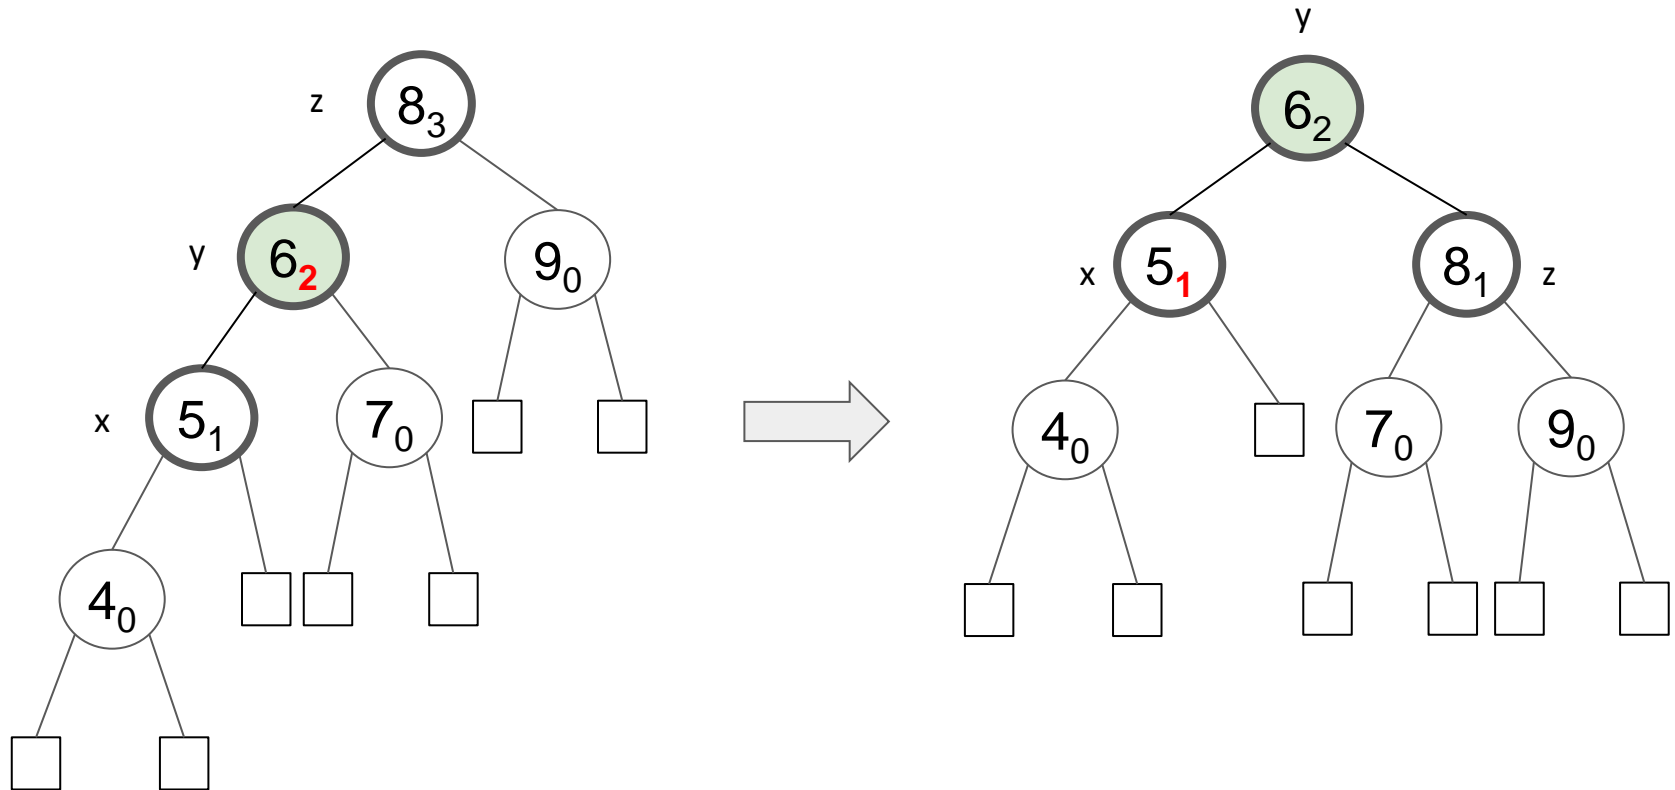 y
z 8₃
6₂
y 6₂ 9₀
x 5₁ 8₁ z
x 5₁ 7₀
4₀ 7₀ 9₀
4₀